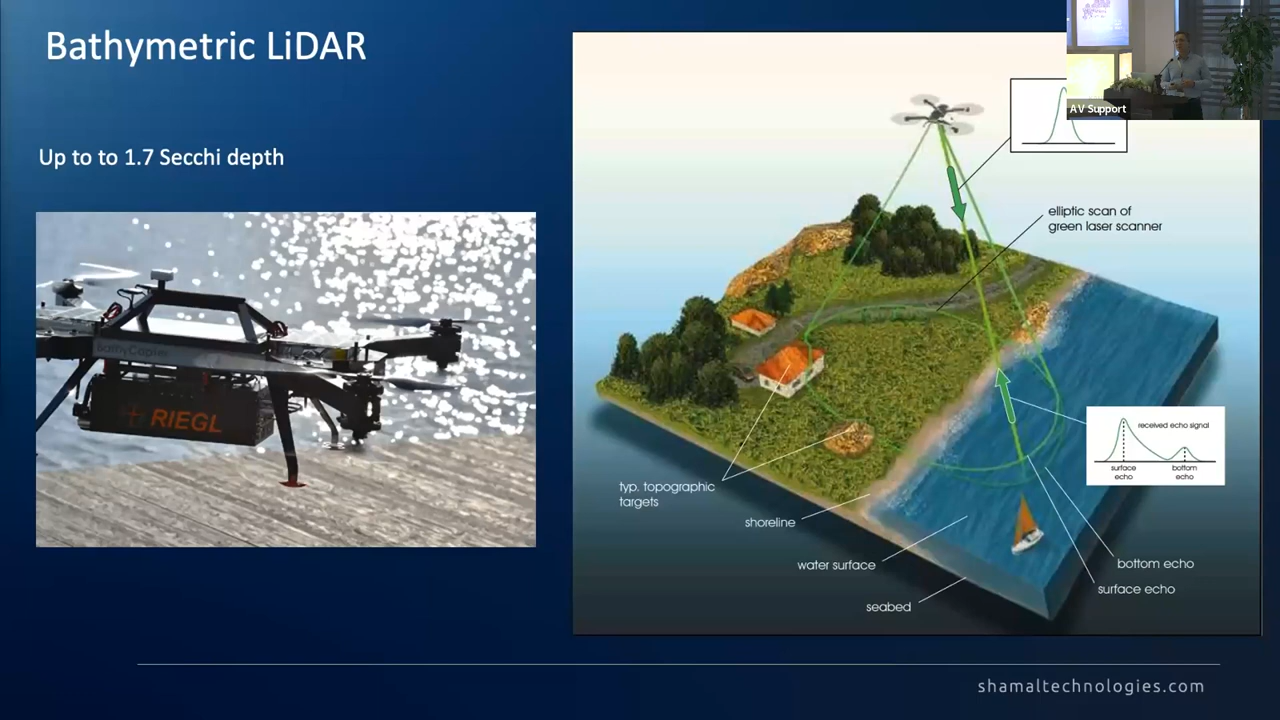 Bathymetric LiDAR
AV Support
Up to to 1.7 Secchi depth
elliptic scan of
green laser scanner
BathyCopter
RIEGL
received echo signal
surface
echo
bottom
echo
typ. topographic
targets
shoreline
water surface
seabed
bottom echo
surface echo
shamaltechnologies.com